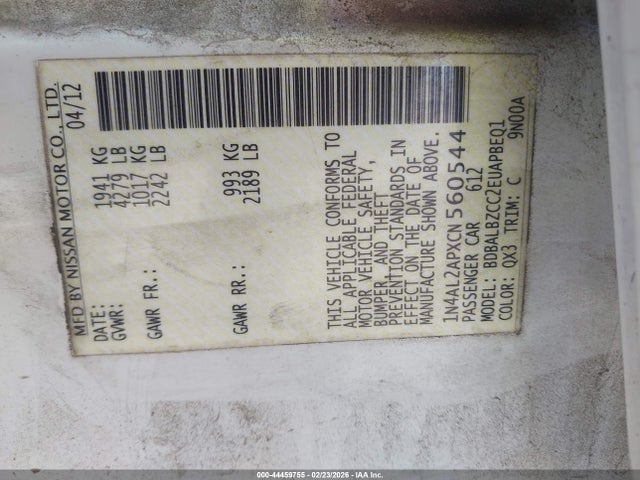 MFD BY NISSAN MOTOR CO., LTD.
DATE: 04/12
GVWR: 1941 KG
4279 LB
GAWR FR.: 1017 KG
2242 LB
GAWR RR.: 993 KG
2189 LB
THIS VEHICLE CONFORMS TO
ALL APPLICABLE FEDERAL
MOTOR VEHICLE SAFETY,
BUMPER, AND THEFT
PREVENTION STANDARDS IN
EFFECT ON THE DATE OF
MANUFACTURE SHOWN ABOVE.
1N4AL2APXCN560544
PASSENGER CAR 612
MODEL: BDBALBZCC2EUAPBEQ1
COLOR: QX3 TRIM: C 9N00A
000-44459755 - 02/23/2026 - IAA Inc.